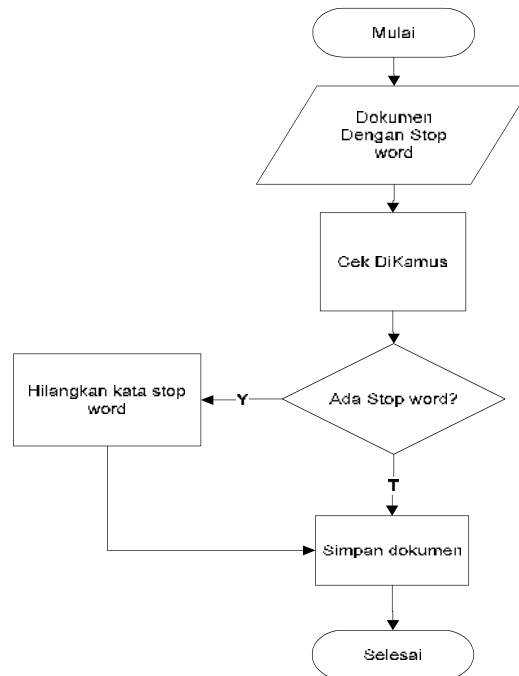 Mulai
Dokumen
Dengan Stop
word
Cek DiKamus
Ada Stop word?
Y
Hilangkan kata stop
word
T
Simpan dokumen
Selesai